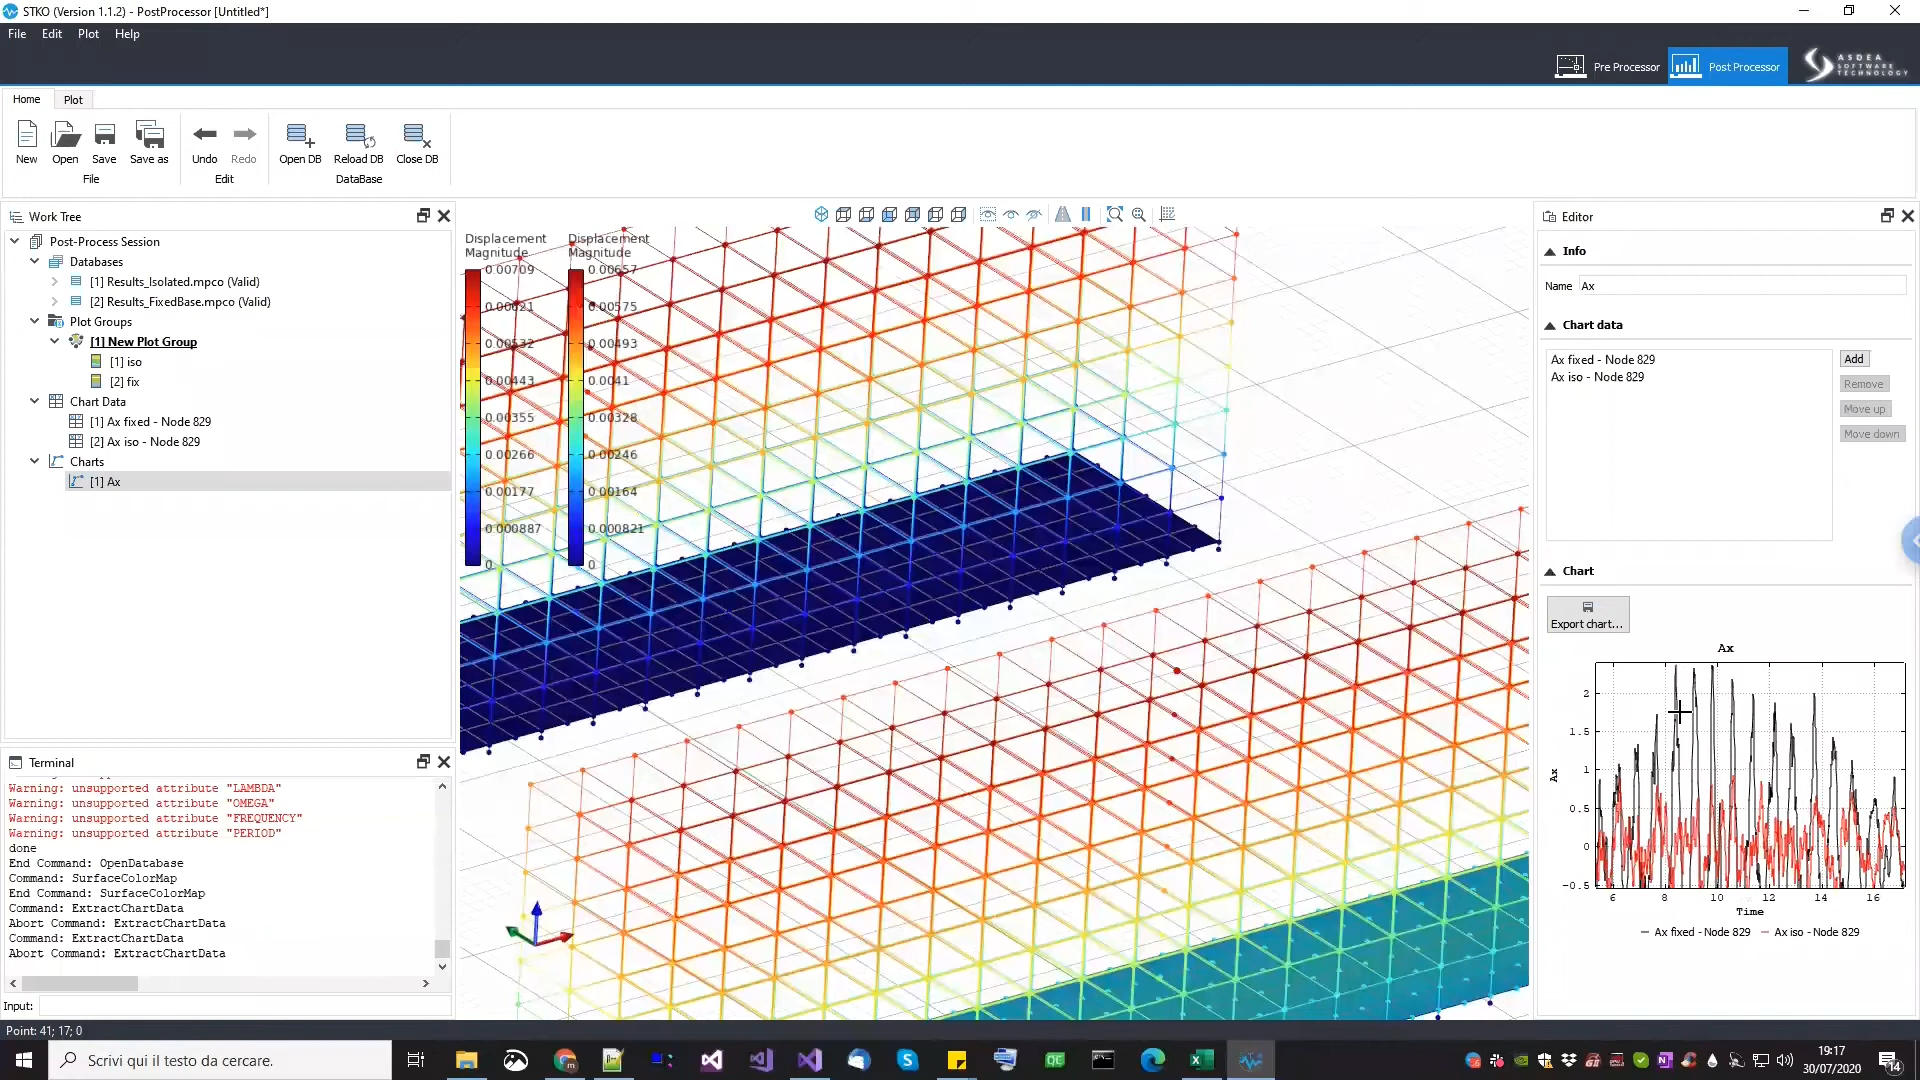 STKO (Version 1.1.2) - PostProcessor [Untitled*]
File Edit Plot Help
Pre Processor
Post Processor
ASDEA
SOFTWARE
TECHNOLOGY
Home Plot
New Open Save Save as Undo Redo Open DB Reload DB Close DB
File Edit DataBase
Work Tree
Post-Process Session
Databases
[1] Results_Isolated.mpco (Valid)
[2] Results_FixedBase.mpco (Valid)
Plot Groups
[1] New Plot Group
[1] iso
[2] fix
Chart Data
[1] Ax fixed - Node 829
[2] Ax iso - Node 829
Charts
[1] Ax
Terminal
Warning: unsupported attribute "LAMBDA"
Warning: unsupported attribute "OMEGA"
Warning: unsupported attribute "FREQUENCY"
Warning: unsupported attribute "PERIOD"
done
End Command: OpenDatabase
Command: SurfaceColorMap
End Command: SurfaceColorMap
Command: ExtractChartData
Abort Command: ExtractChartData
Command: ExtractChartData
Abort Command: ExtractChartData
Input:
Point: 41; 17; 0
Displacement Displacement
Magnitude Magnitude
0.00709 0.00657
0.00621 0.00575
0.00532 0.00493
0.00443 0.0041
0.00355 0.00328
0.00266 0.00246
0.00177 0.00164
0.000887 0.000821
0 0
Editor
Info
Name Ax
Chart data
Ax fixed - Node 829
Ax iso - Node 829
Add
Remove
Move up
Move down
Chart
Export chart...
Ax
2
1.5
1
0.5
0
-0.5
Ax
6 8 10 12 14 16
Time
Ax fixed - Node 829 Ax iso - Node 829
Scrivi qui il testo da cercare.
19:17
30/07/2020
14